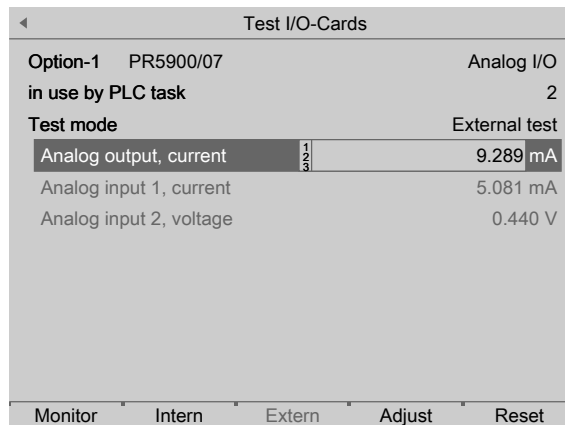 Test I/O-Cards
Option-1 PR5900/07 Analog I/O
in use by PLC task 2
Test mode External test
Analog output, current 1 2 3 9.289 mA
Analog input 1, current 5.081 mA
Analog input 2, voltage 0.440 V
Monitor Intern Extern Adjust Reset